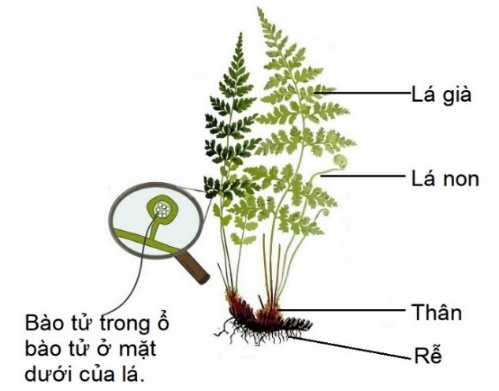 Lá già
Lá non
Thân
Rễ
Bào tử trong ổ
bào tử ở mặt
dưới của lá.